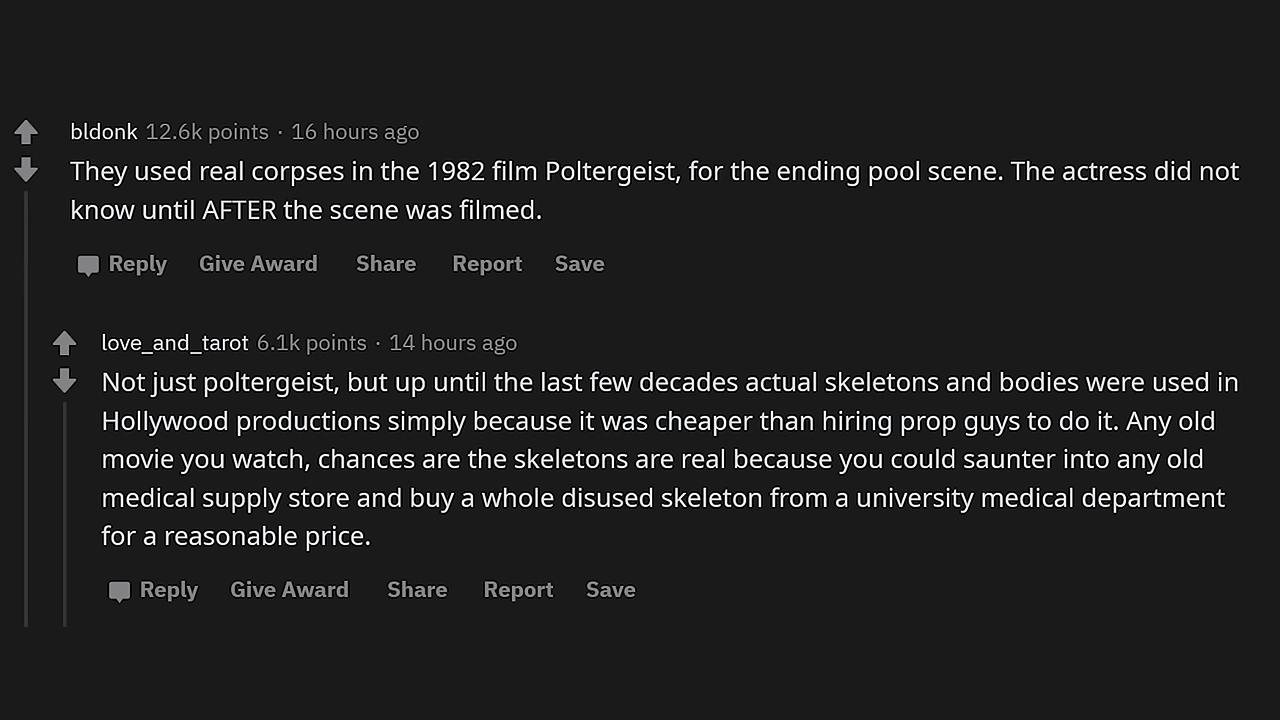 bldonk 12.6k points · 16 hours ago
They used real corpses in the 1982 film Poltergeist, for the ending pool scene. The actress did not
know until AFTER the scene was filmed.
Reply Give Award Share Report Save
love_and_tarot 6.1k points · 14 hours ago
Not just poltergeist, but up until the last few decades actual skeletons and bodies were used in
Hollywood productions simply because it was cheaper than hiring prop guys to do it. Any old
movie you watch, chances are the skeletons are real because you could saunter into any old
medical supply store and buy a whole disused skeleton from a university medical department
for a reasonable price.
Reply Give Award Share Report Save